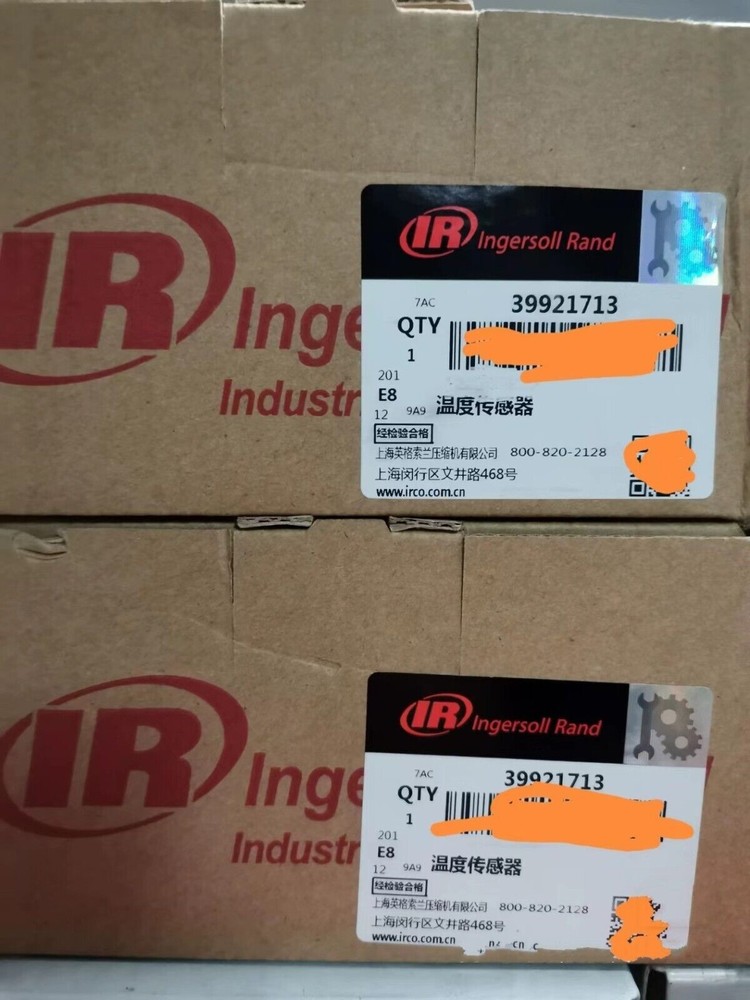 IR Inge
Industr
IR Ingersoll Rand
7AC
39921713
QTY
1
201
E8
12 9A9 温度传感器
经检验合格
上海英格索兰压缩机有限公司 800-820-2128
上海闵行区文井路468号
www.irco.com.cn
IR Inge
Industr
IR Ingersoll Rand
7AC
39921713
QTY
1
201
E8
12 9A9 温度传感器
经检验合格
上海英格索兰压缩机有限公司 800-820-2128
上海闵行区文井路468号
www.irco.com.cn